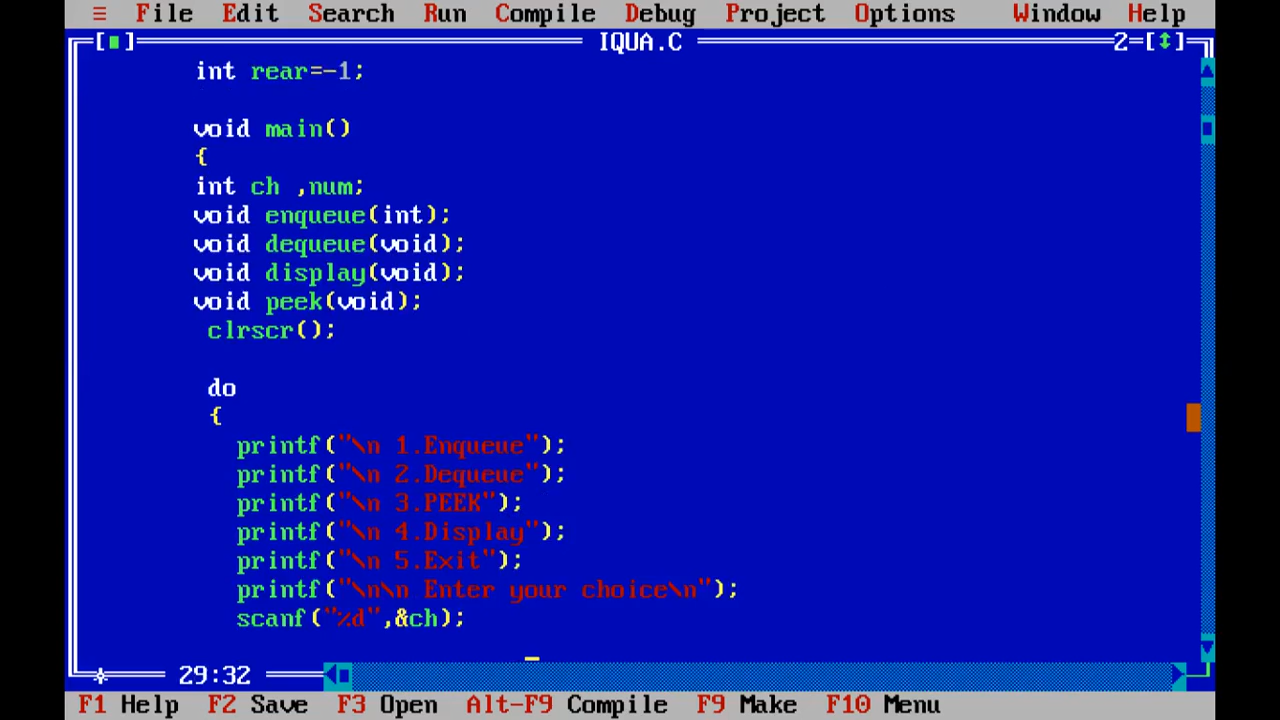 ≡ File Edit Search Run Compile Debug Project Options Window Help
[■] IQUA.C 2=[↕]
int rear=-1;
void main()
{
int ch ,num;
void enqueue(int);
void dequeue(void);
void display(void);
void peek(void);
clrscr();
do
{
printf("\n 1.Enqueue");
printf("\n 2.Dequeue");
printf("\n 3.PEEK");
printf("\n 4.Display");
printf("\n 5.Exit");
printf("\n\n Enter your choice\n");
scanf("%d",&ch);
29:32
F1 Help F2 Save F3 Open Alt-F9 Compile F9 Make F10 Menu